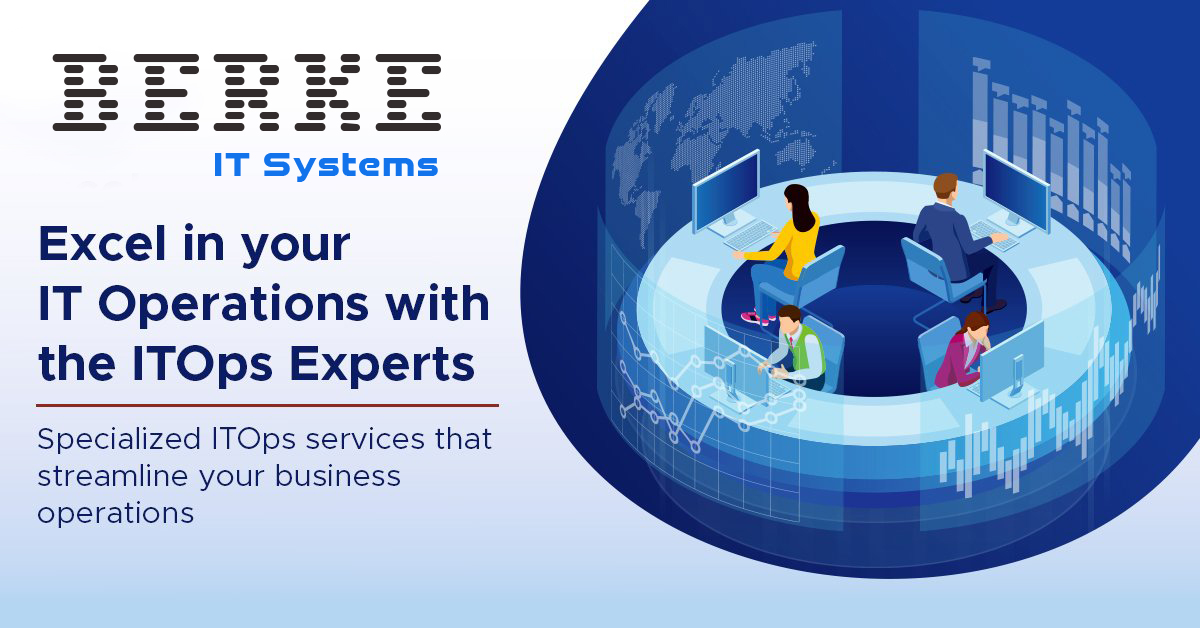 BERKE
IT Systems
Excel in your
IT Operations with
the ITOps Experts
Specialized ITOps services that
streamline your business
operations